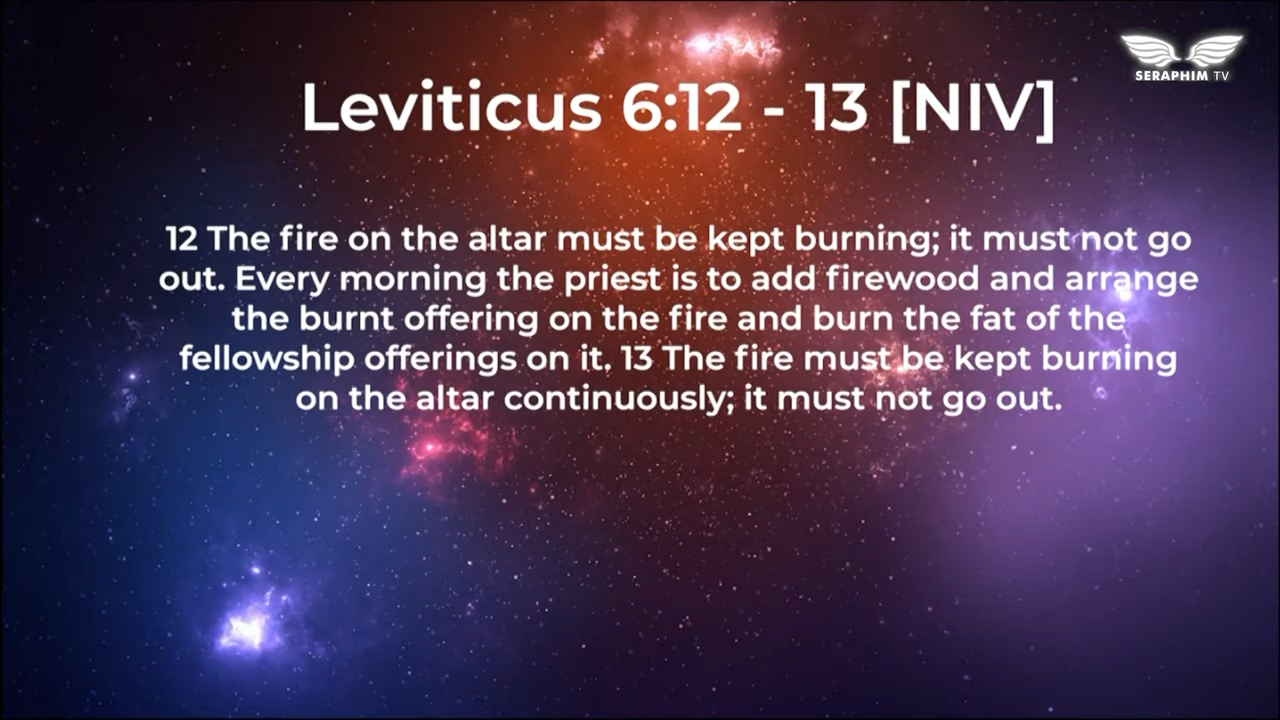 SERAPHIM TV
Leviticus 6:12 - 13 [NIV]
12 The fire on the altar must be kept burning; it must not go
out. Every morning the priest is to add firewood and arrange
the burnt offering on the fire and burn the fat of the
fellowship offerings on it. 13 The fire must be kept burning
on the altar continuously; it must not go out.